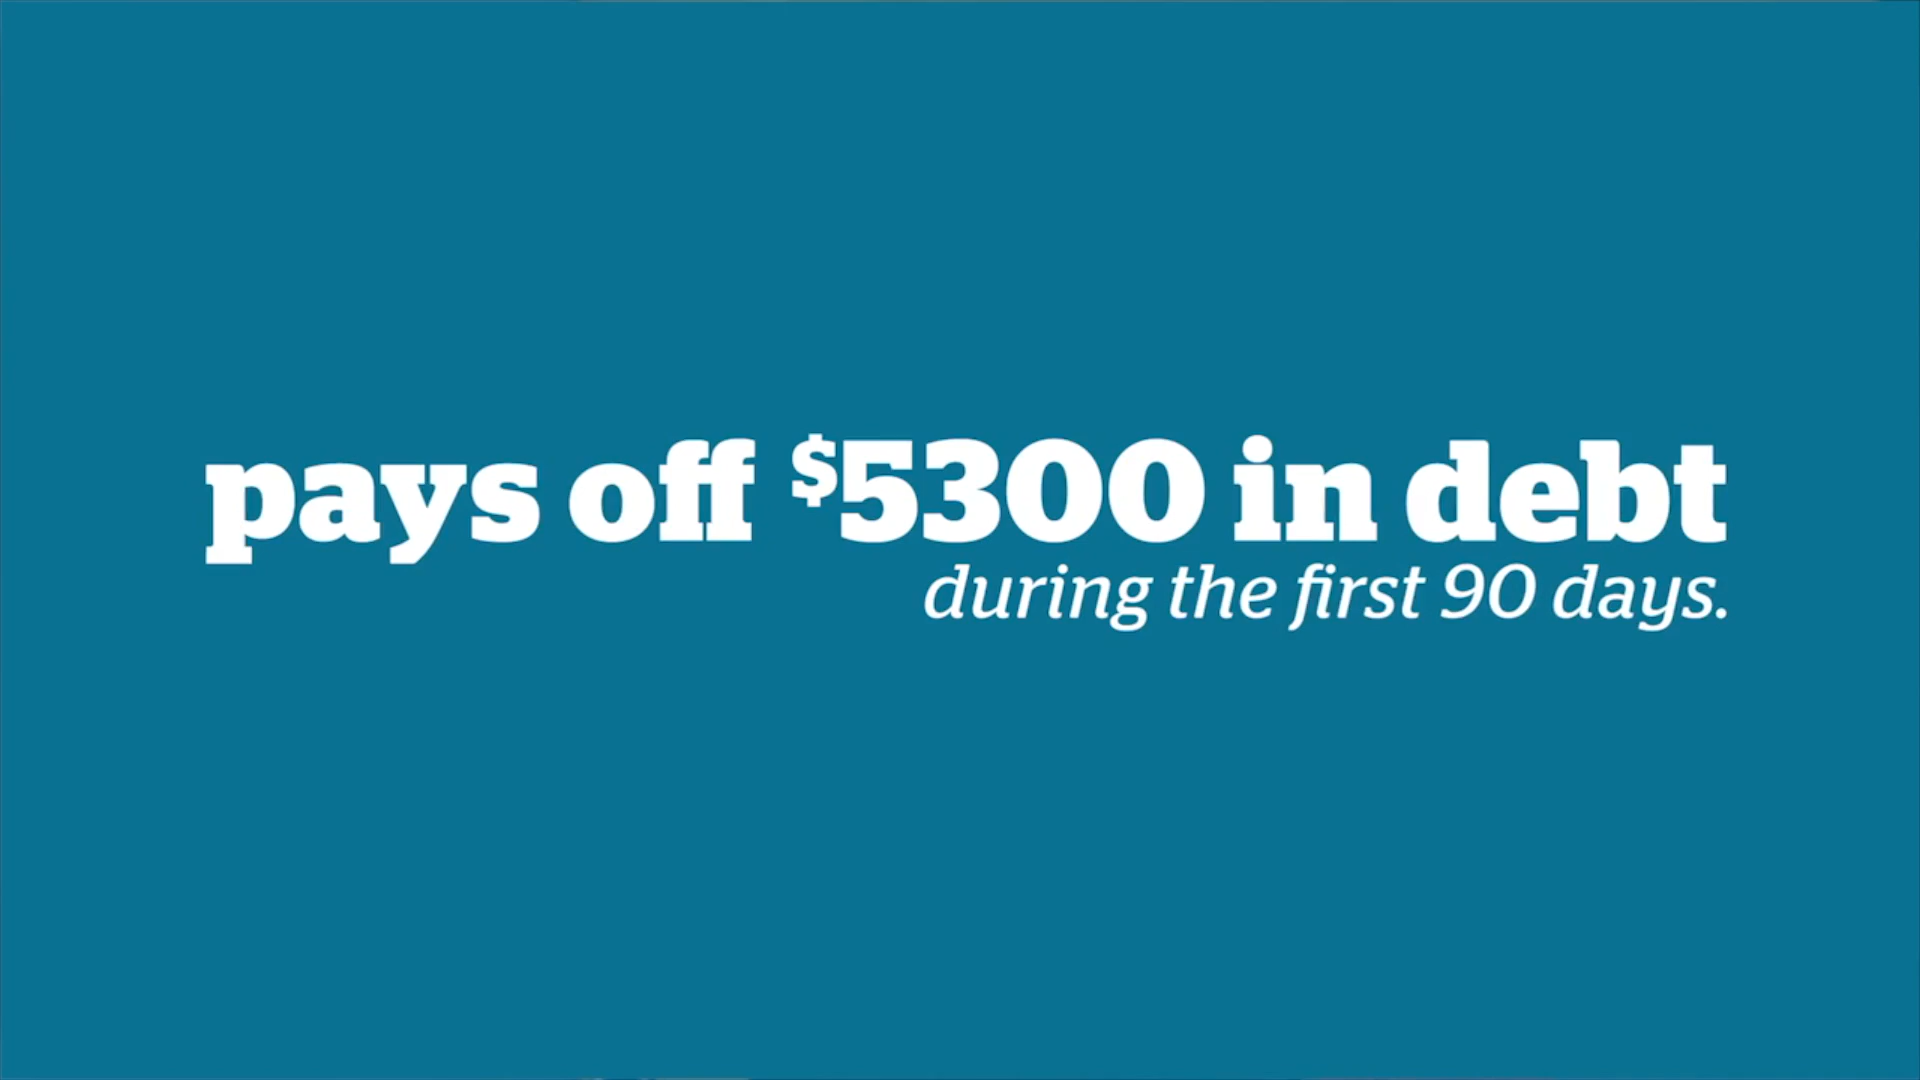 pays off $5300 in debt
during the first 90 days.